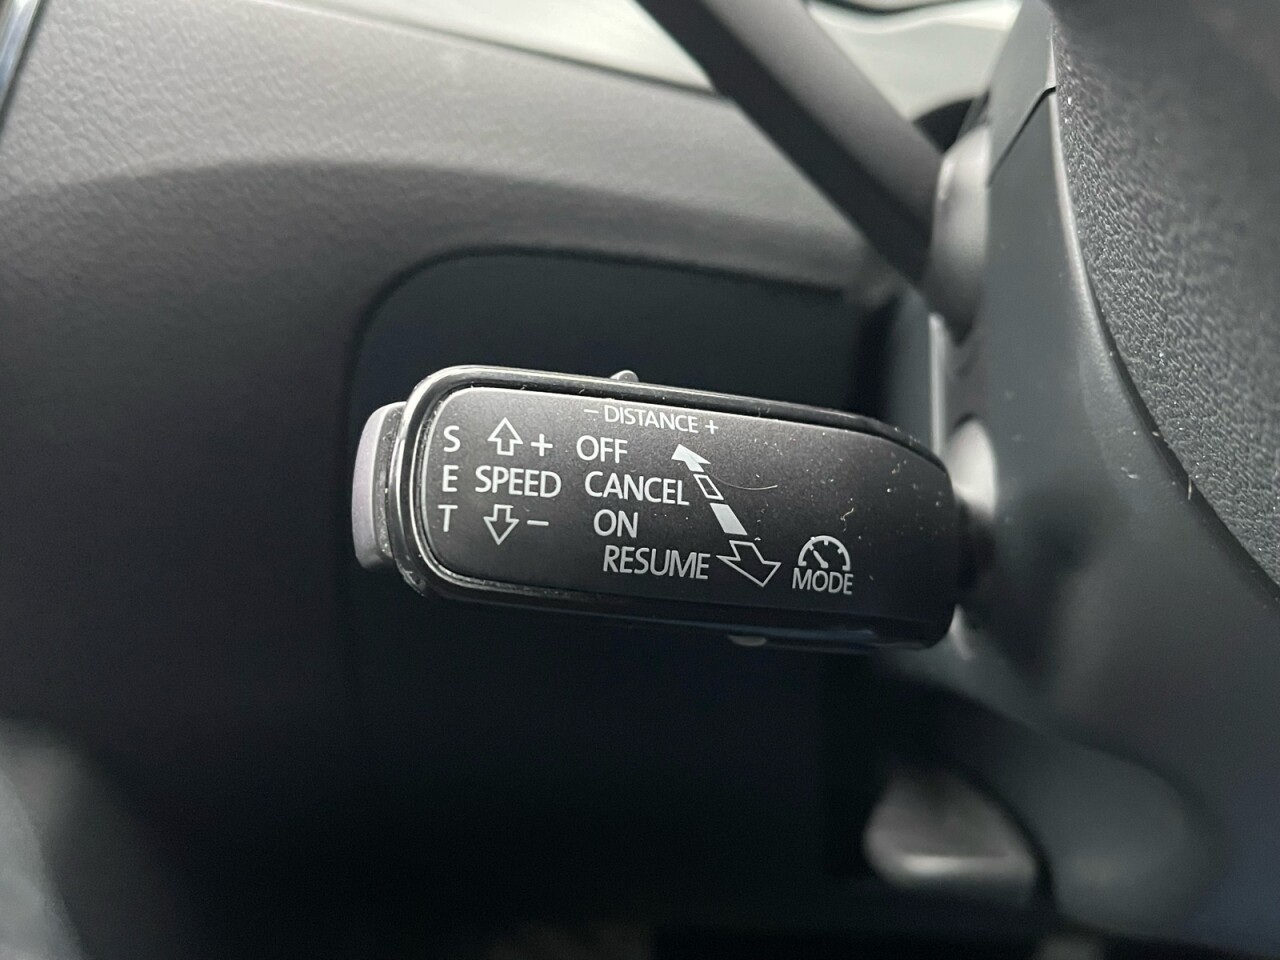 − DISTANCE +
S + OFF
E SPEED CANCEL
T − ON
RESUME
MODE